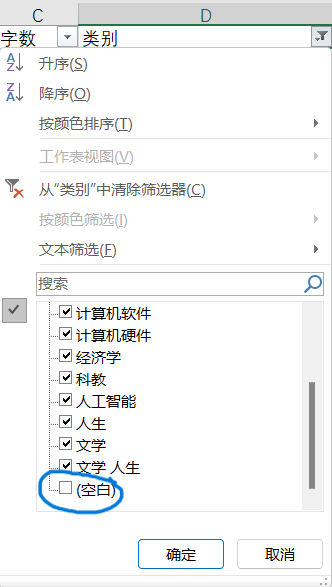 C D
字数 类别
升序(S)
降序(O)
按颜色排序(T)
工作表视图(V)
从“类别”中清除筛选器(C)
按颜色筛选(I)
文本筛选(F)
搜索
计算机软件
计算机硬件
经济学
科教
人工智能
人生
文学
文学 人生
(空白)
确定 取消